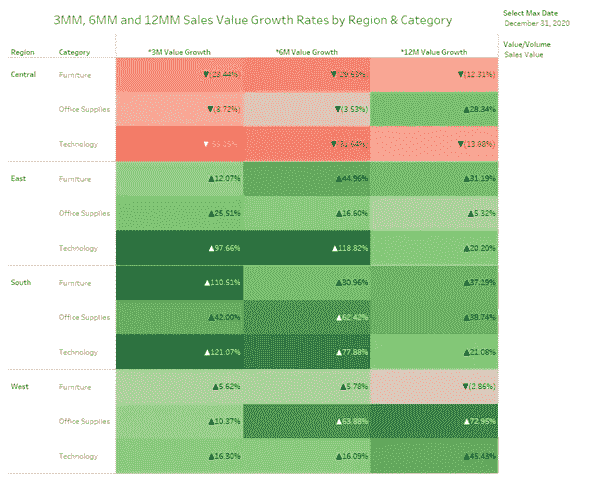 3MM, 6MM and 12MM Sales Value Growth Rates by Region & Category
Select Max Date
December 31, 2020
Value/Volume
Sales Value
Region Category *3M Value Growth *6M Value Growth *12M Value Growth
Central Furniture ▼(23.44%) ▼(29.63%) ▼(12.31%)
Office Supplies ▼(8.72%) ▼(3.53%) ▲28.34%
Technology ▼ ▼ ▼(13.88%)
East Furniture ▲12.07% ▲44.96% ▲31.19%
Office Supplies ▲25.51% ▲16.60% ▲5.32%
Technology ▲97.66% ▲118.82% ▲20.20%
South Furniture ▲110.51% ▲30.96% ▲37.19%
Office Supplies ▲42.00% ▲62.42% ▲38.74%
Technology ▲121.07% ▲77.88% ▲21.08%
West Furniture ▲5.62% ▲5.78% ▼(2.86%)
Office Supplies ▲10.37% ▲63.88% ▲72.95%
Technology ▲16.30% ▲16.09% ▲45.43%